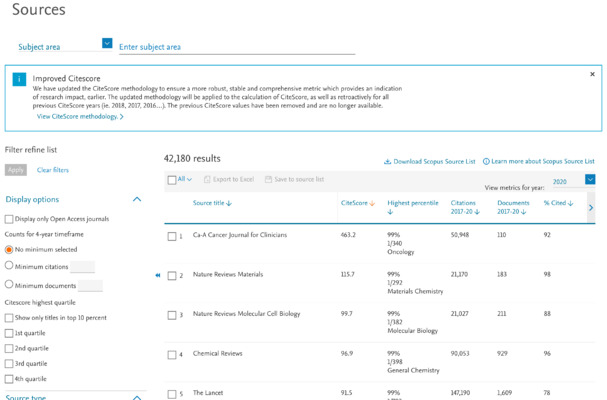 Sources
Subject area
Enter subject area
i
Improved Citescore
We have updated the CiteScore methodology to ensure a more robust, stable and comprehensive metric which provides an indication
of research impact, earlier. The updated methodology will be applied to the calculation of CiteScore, as well as retroactively for all
previous CiteScore years (ie. 2018, 2017, 2016...). The previous CiteScore values have been removed and are no longer available.
View CiteScore methodology. >
Filter refine list
Apply Clear filters
Display options
Display only Open Access journals
Counts for 4-year timeframe
No minimum selected
Minimum citations
Minimum documents
Citescore highest quartile
Show only titles in top 10 percent
1st quartile
2nd quartile
3rd quartile
4th quartile
Source type
42,180 results
Download Scopus Source List
Learn more about Scopus Source List
All
Export to Excel
Save to source list
View metrics for year: 2020
Source title CiteScore Highest percentile Citations 2017-20 Documents 2017-20 % Cited
1 Ca-A Cancer Journal for Clinicians 463.2 99% 50,948 110 92
1/340
Oncology
2 Nature Reviews Materials 115.7 99% 21,170 183 98
1/292
Materials Chemistry
3 Nature Reviews Molecular Cell Biology 99.7 99% 21,027 211 88
1/382
Molecular Biology
4 Chemical Reviews 96.9 99% 90,053 929 96
1/398
General Chemistry
5 The Lancet 91.5 99% 147,190 1,609 78